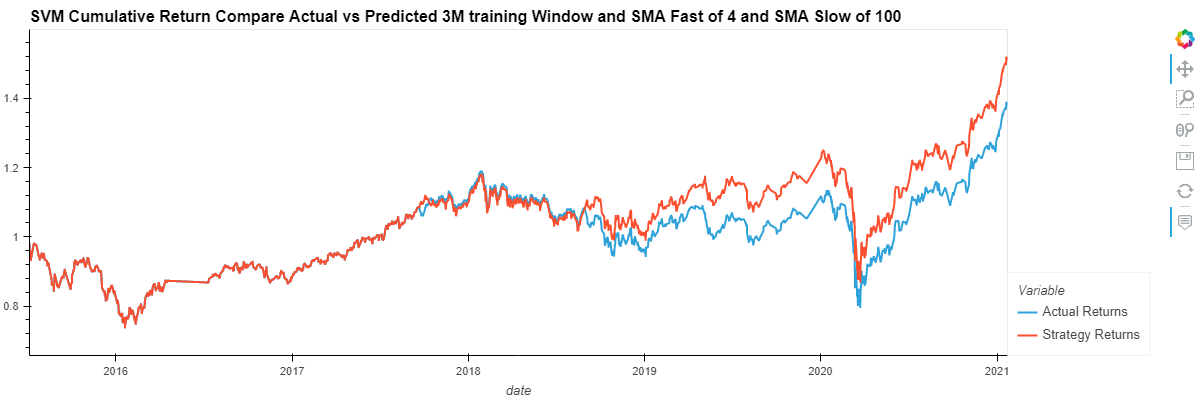 SVM Cumulative Return Compare Actual vs Predicted 3M training Window and SMA Fast of 4 and SMA Slow of 100
1.4
1.2
1
0.8
2016 2017 2018 2019 2020 2021
date
Variable
Actual Returns
Strategy Returns